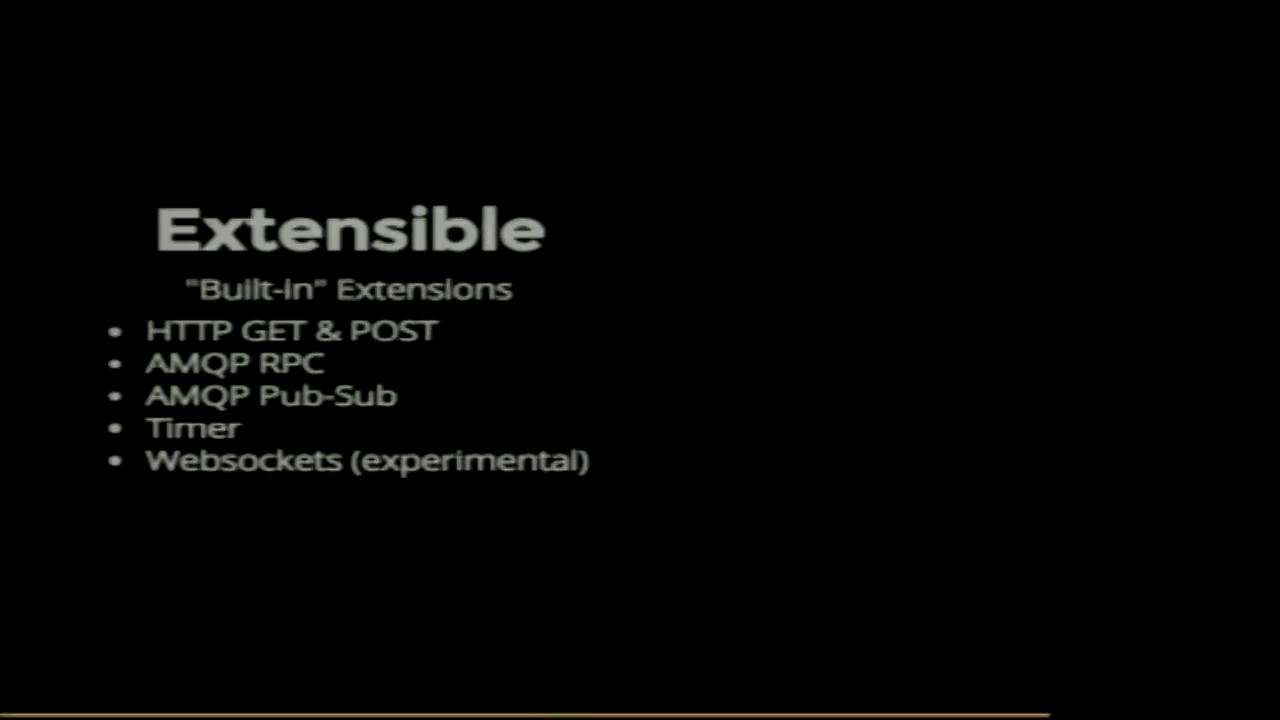 Extensible
"Built-in" Extensions
• HTTP GET & POST
• AMQP RPC
• AMQP Pub-Sub
• Timer
• Websockets (experimental)